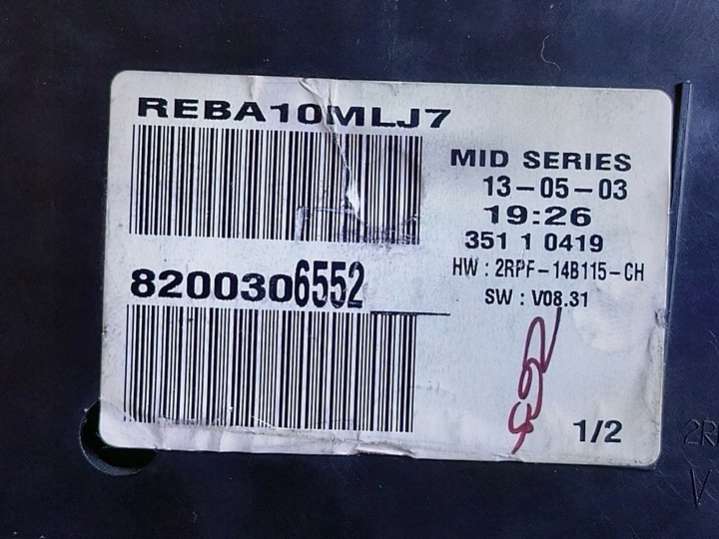 REBA10MLJ7
MID SERIES
13-05-03
19:26
351 1 0419
8200306552
HW : 2RPF-14B115-CH
SW : V08.31
1/2
2R
V